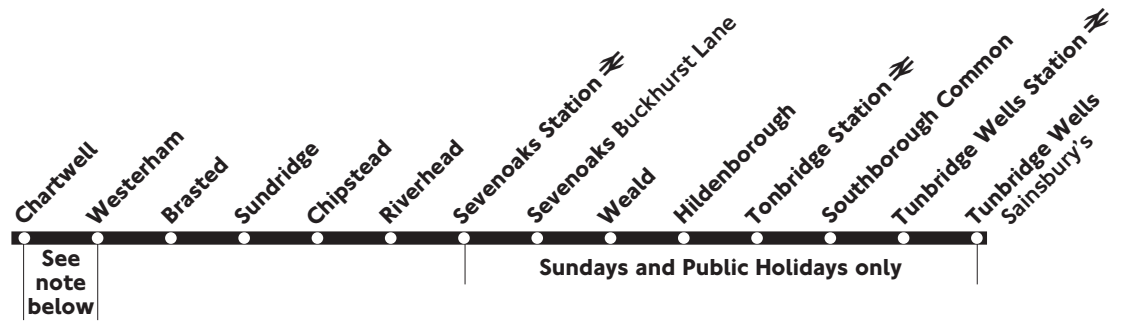 Chartwell
Westerham
Brasted
Sundridge
Chipstead
Riverhead
Sevenoaks Station
Sevenoaks Buckhurst Lane
Weald
Hildenborough
Tonbridge Station
Southborough Common
Tunbridge Wells Station
Tunbridge Wells
Sainsbury's
See
note
below
Sundays and Public Holidays only